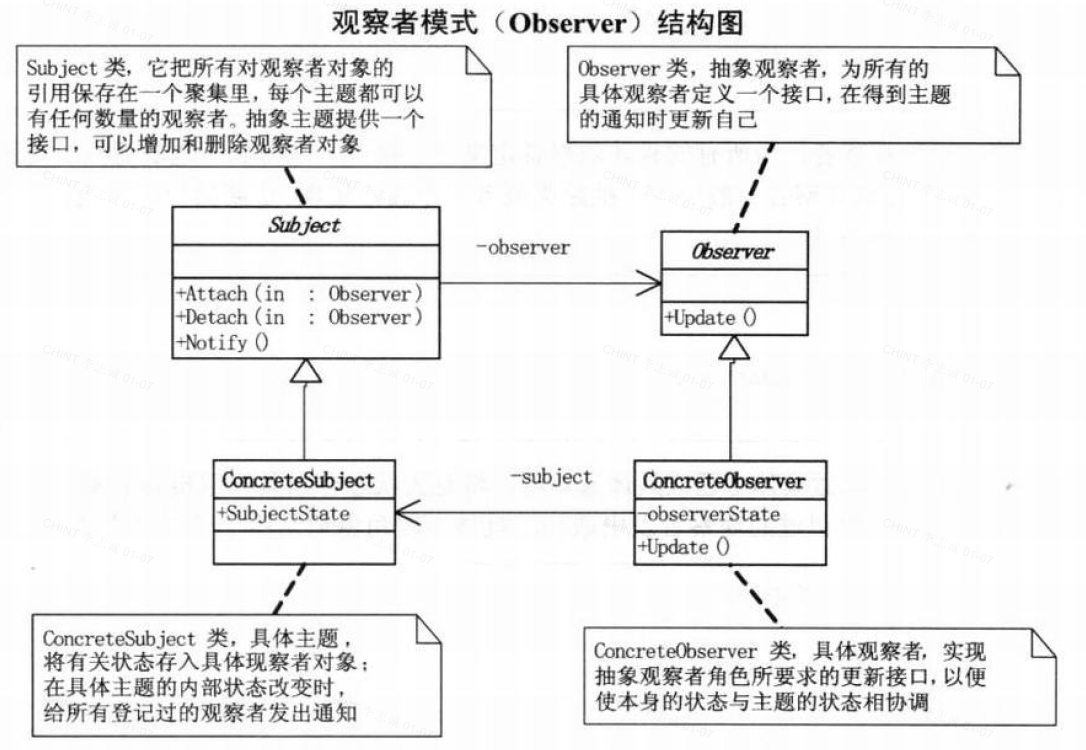 观察者模式（Observer）结构图
Subject 类，它把所有对观察者对象的
引用保存在一个聚集里，每个主题都可以
有任何数量的观察者。抽象主题提供一个
接口，可以增加和删除观察者对象
Observer 类，抽象观察者，为所有的
具体观察者定义一个接口，在得到主题
的通知时更新自己
Subject
+Attach(in : Observer)
+Detach(in : Observer)
+Notify()
-observer
Observer
+Update()
ConcreteSubject
+SubjectState
-subject
ConcreteObserver
-observerState
+Update()
ConcreteSubject 类，具体主题，
将有关状态存入具体现察者对象；
在具体主题的内部状态改变时，
给所有登记过的观察者发出通知
ConcreteObserver 类，具体观察者，实现
抽象观察者角色所要求的更新接口，以便
使本身的状态与主题的状态相协调